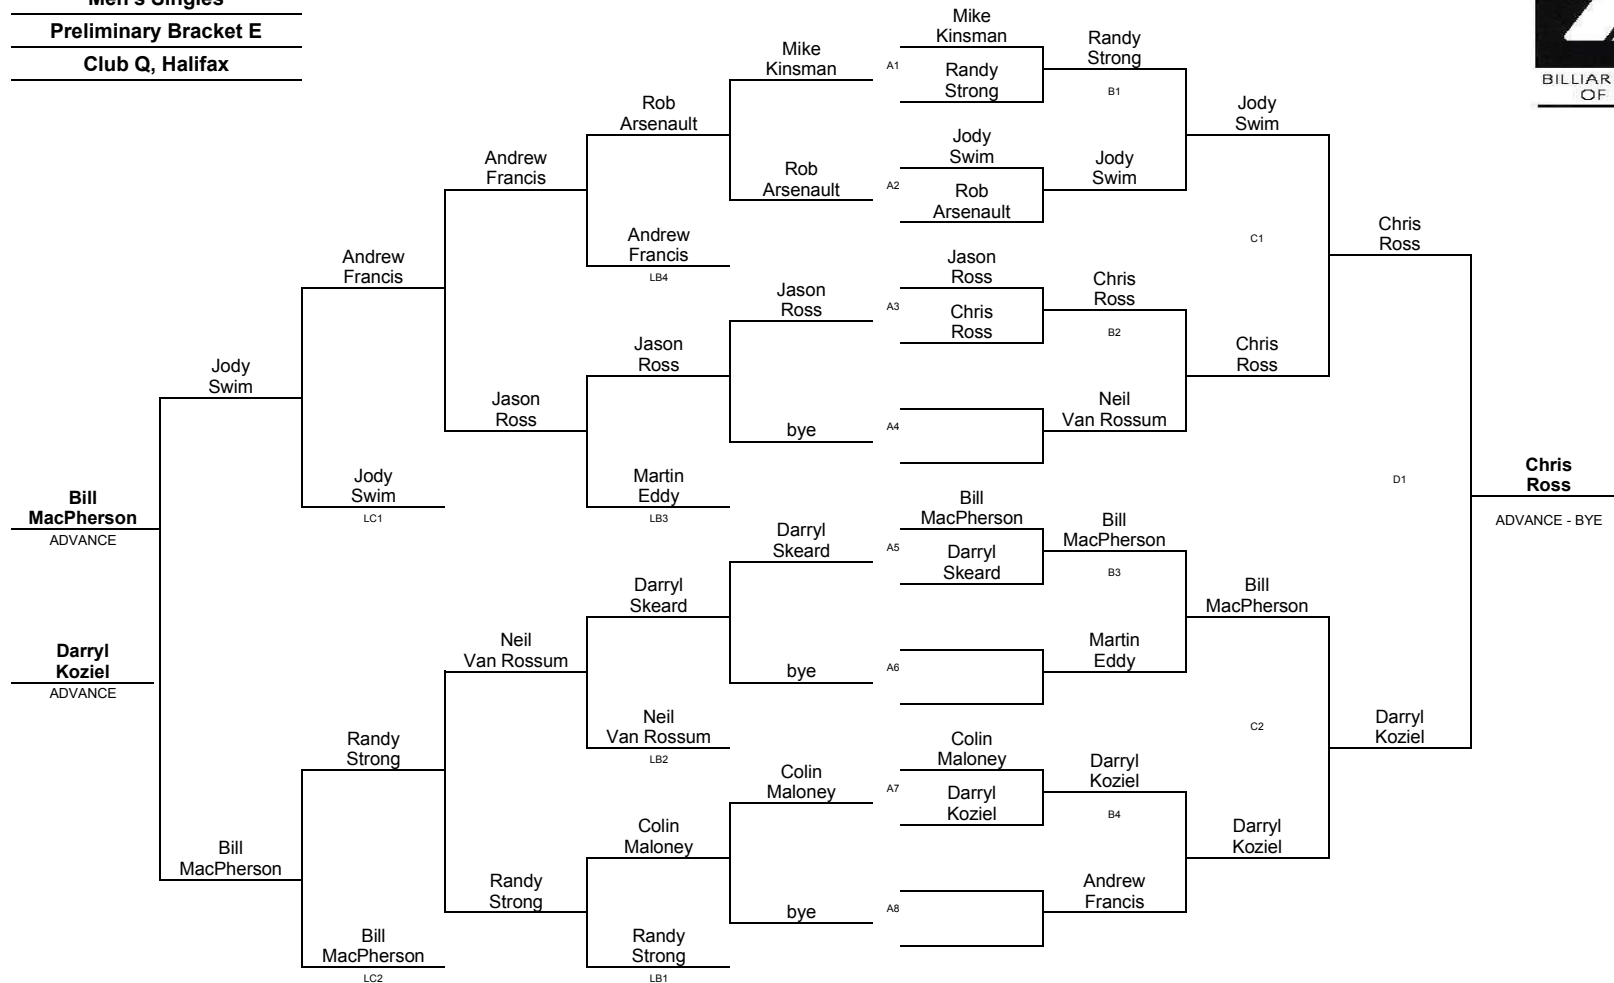 Men's Singles
Preliminary Bracket E
Club Q, Halifax
BILLIAR
OF
Mike
Kinsman
A1
Randy
Strong
Randy
Strong
B1
Mike
Kinsman
Rob
Arsenault
Jody
Swim
Jody
Swim
Rob
Arsenault
A2
Rob
Arsenault
Jody
Swim
Andrew
Francis
Andrew
Francis
LB4
C1
Chris
Ross
Andrew
Francis
Jason
Ross
Jason
Ross
A3
Chris
Ross
Chris
Ross
B2
Jason
Ross
Chris
Ross
Jody
Swim
Jason
Ross
bye
A4
Neil
Van Rossum
Jody
Swim
LC1
Martin
Eddy
LB3
D1
Chris
Ross
ADVANCE - BYE
Bill
MacPherson
ADVANCE
Bill
MacPherson
Darryl
Skeard
A5
Darryl
Skeard
Bill
MacPherson
B3
Darryl
Skeard
Bill
MacPherson
Neil
Van Rossum
bye
A6
Martin
Eddy
Darryl
Koziel
ADVANCE
Neil
Van Rossum
LB2
C2
Darryl
Koziel
Randy
Strong
Colin
Maloney
Colin
Maloney
A7
Darryl
Koziel
Darryl
Koziel
B4
Colin
Maloney
Darryl
Koziel
Bill
MacPherson
Randy
Strong
bye
A8
Andrew
Francis
Bill
MacPherson
LC2
Randy
Strong
LB1